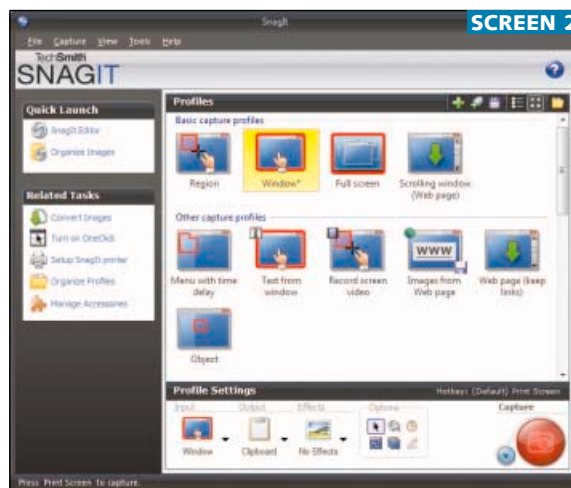 SnagIt
SCREEN 2
File Capture View Tools Help
TechSmith
SNAGIT
Quick Launch
SnagIt Editor
Organize Images
Related Tasks
Convert Images
Turn on OneClick
Setup SnagIt printer
Organize Profiles
Manage Accessories
Profiles
Basic capture profiles
Region
Window*
Full screen
Scrolling window
(Web page)
Other capture profiles
Menu with time
delay
Text from
window
Record screen
video
WWW
Images from
Web page
Web page (keep
links)
Object
Profile Settings
Hotkey: (Default) Print Screen
Input Output Effects Options Capture
Window Clipboard No Effects
Press Print Screen to capture.